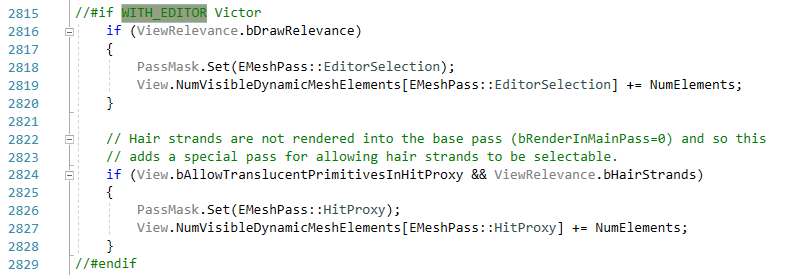 2815 //#if WITH_EDITOR Victor
2816 if (ViewRelevance.bDrawRelevance)
2817 {
2818 PassMask.Set(EMeshPass::EditorSelection);
2819 View.NumVisibleDynamicMeshElements[EMeshPass::EditorSelection] += NumElements;
2820 }
2821
2822 // Hair strands are not rendered into the base pass (bRenderInMainPass=0) and so this
2823 // adds a special pass for allowing hair strands to be selectable.
2824 if (View.bAllowTranslucentPrimitivesInHitProxy && ViewRelevance.bHairStrands)
2825 {
2826 PassMask.Set(EMeshPass::HitProxy);
2827 View.NumVisibleDynamicMeshElements[EMeshPass::HitProxy] += NumElements;
2828 }
2829 //#endif